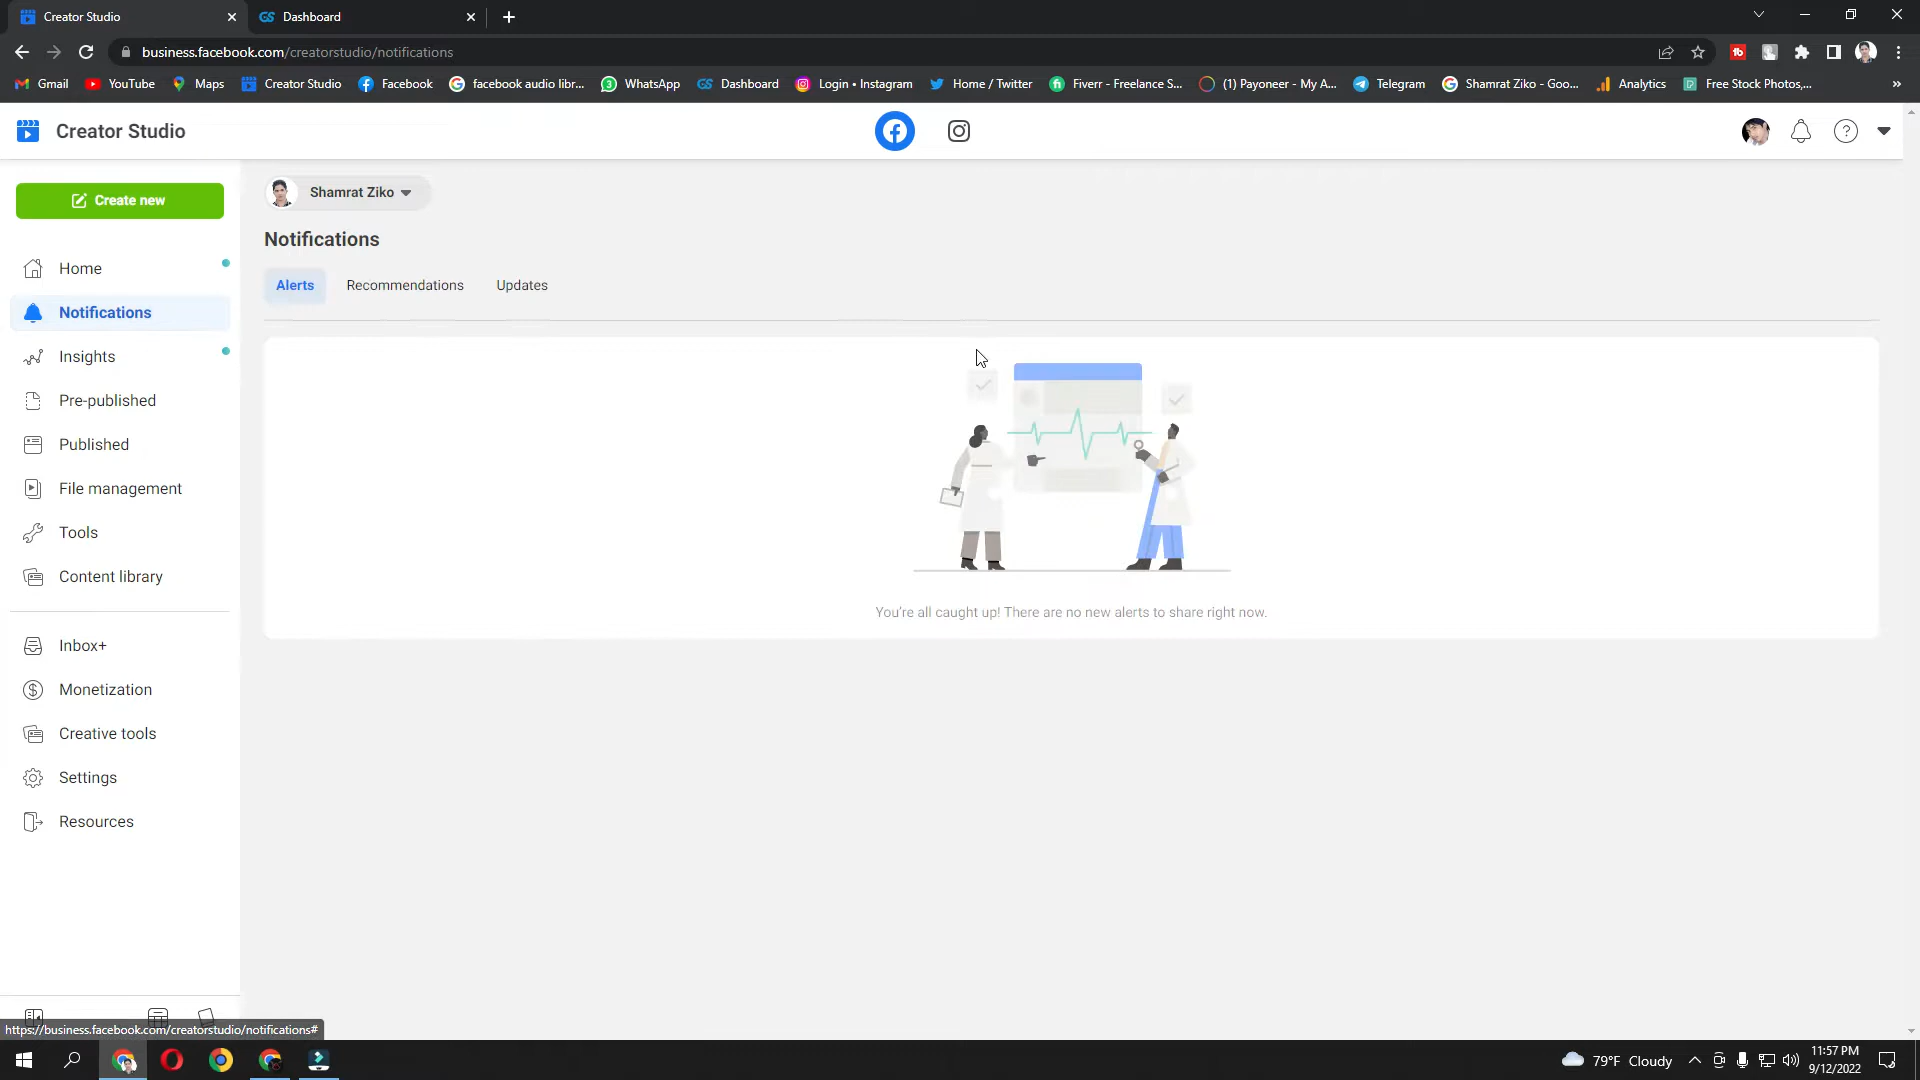 Creator Studio
Dashboard
business.facebook.com/creatorstudio/notifications
Gmail
YouTube
Maps
Creator Studio
Facebook
facebook audio libr...
WhatsApp
Dashboard
Login • Instagram
Home / Twitter
Fiverr - Freelance S...
(1) Payoneer - My A...
Telegram
Shamrat Ziko - Goo...
Analytics
Free Stock Photos,...
Creator Studio
Create new
Shamrat Ziko
Notifications
Alerts
Recommendations
Updates
Home
Notifications
Insights
Pre-published
Published
File management
Tools
Content library
Inbox+
Monetization
Creative tools
Settings
Resources
You're all caught up! There are no new alerts to share right now.
https://business.facebook.com/creatorstudio/notifications#
79°F Cloudy
11:57 PM
9/12/2022